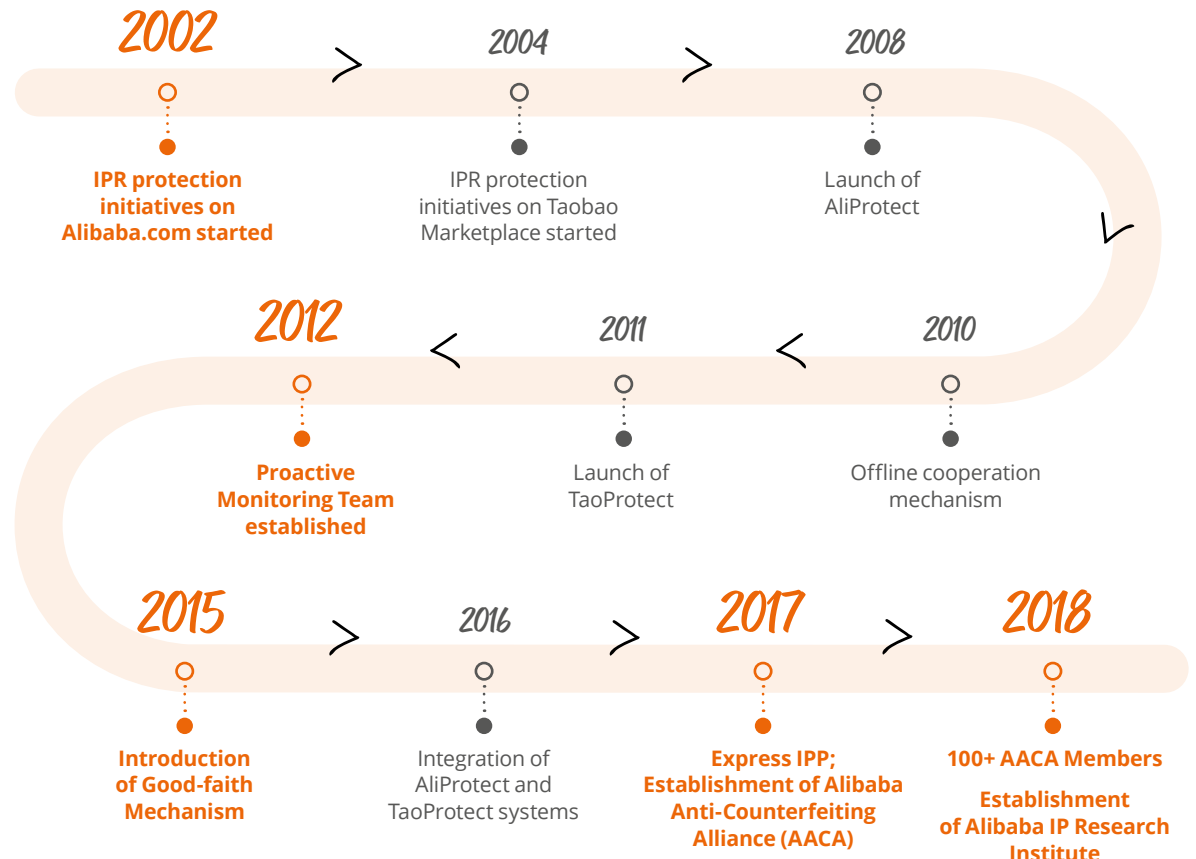 2002
IPR protection
initiatives on
Alibaba.com started
2004
IPR protection
initiatives on Taobao
Marketplace started
2008
Launch of
AliProtect
2010
Offline cooperation
mechanism
2011
Launch of
TaoProtect
2012
Proactive
Monitoring Team
established
2015
Introduction
of Good-faith
Mechanism
2016
Integration of
AliProtect and
TaoProtect systems
2017
Express IPP;
Establishment of Alibaba
Anti-Counterfeiting
Alliance (AACA)
2018
100+ AACA Members
Establishment
of Alibaba IP Research
Institute